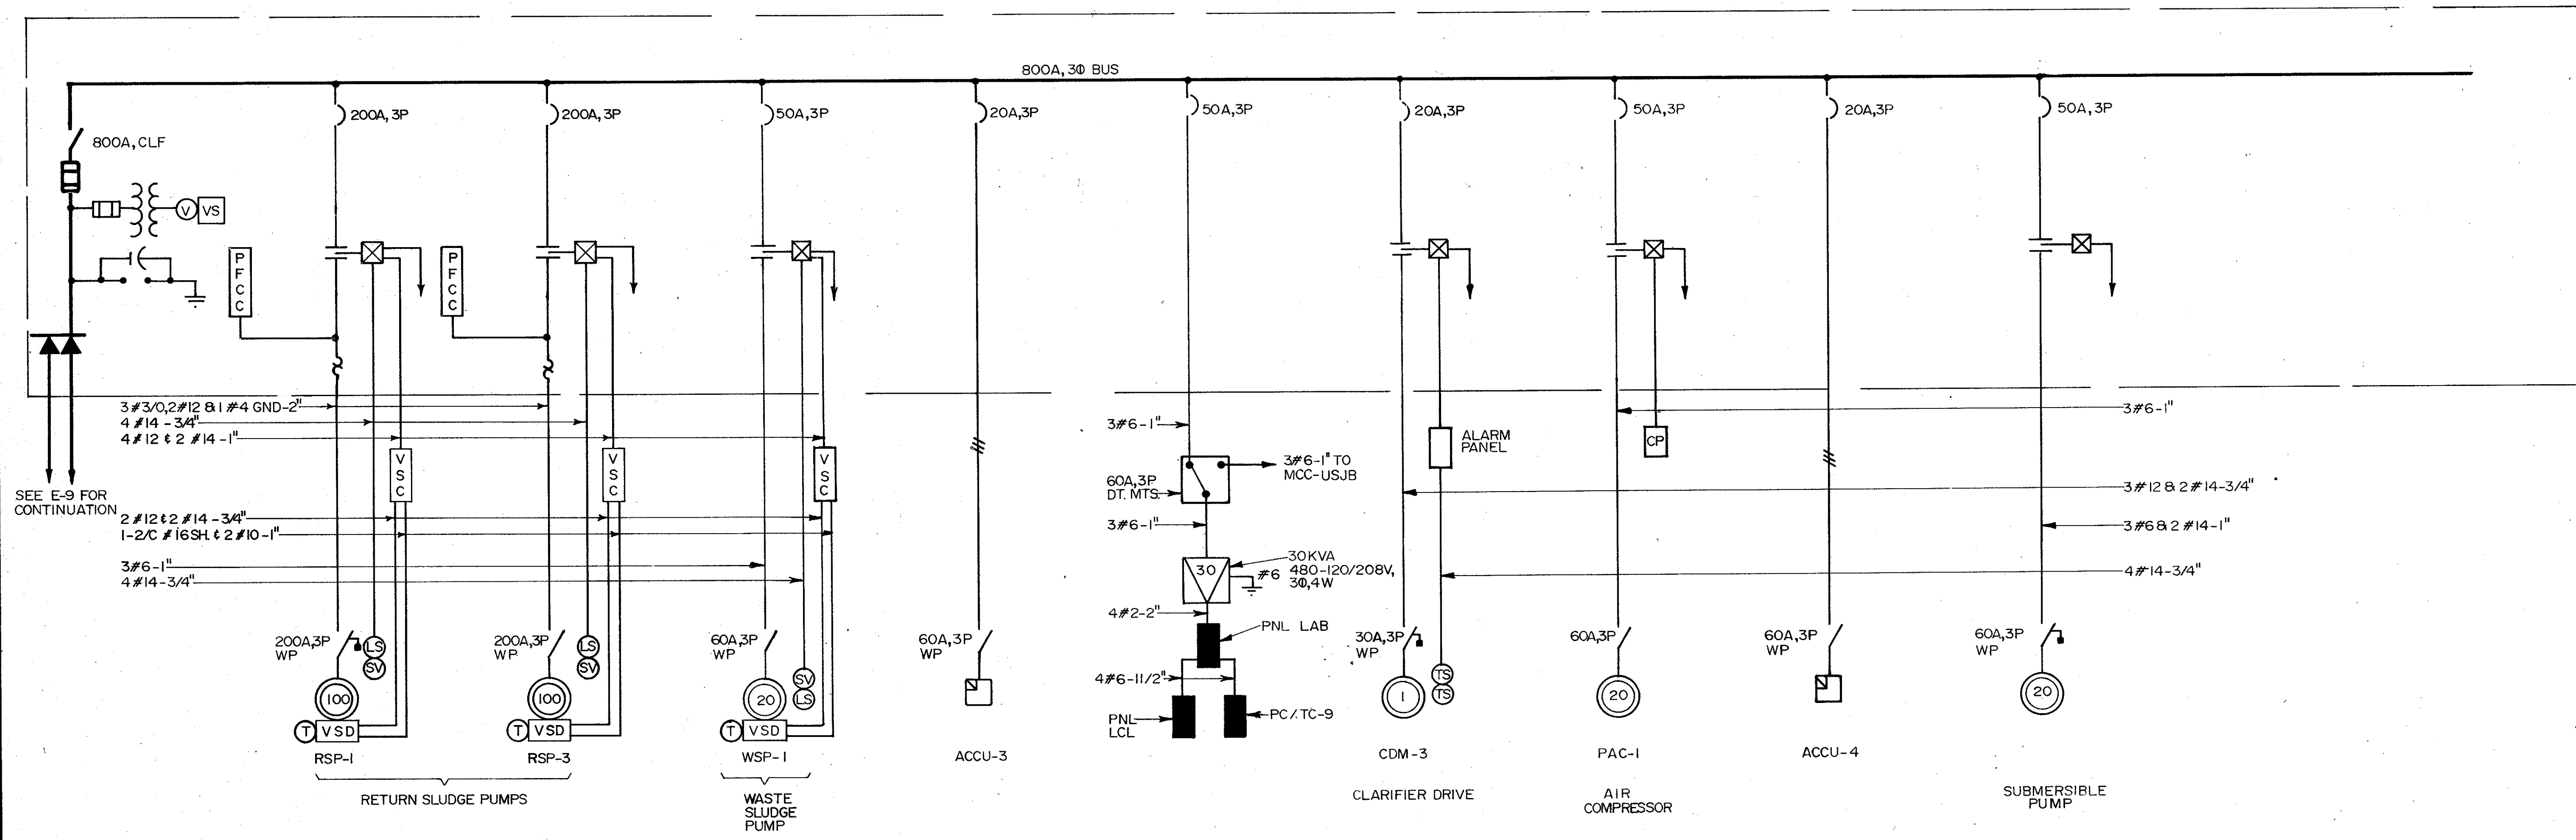 800A, 3Φ BUS
200A, 3P
200A, 3P
50A, 3P
20A, 3P
50A, 3P
20A, 3P
50A, 3P
20A, 3P
50A, 3P
800A, CLF
V
VS
P
F
C
C
P
F
C
C
3#3/0, 2#12 & 1#4 GND-2"
4#14-3/4"
4#12 & 2#14-1"
V
S
C
V
S
C
V
S
C
SEE E-9 FOR
CONTINUATION
2#12 & 2#14-3/4"
1-2/C #16SH. & 2#10-1"
3#6-1"
4#14-3/4"
3#6-1"
3#6-1" TO
MCC-USJB
60A, 3P
DT. MTS.
3#6-1"
30
30KVA
480-120/208V,
3Φ, 4W
#6
4#2-2"
PNL LAB
4#6-1 1/2"
PNL
LCL
PC/TC-9
ALARM
PANEL
CP
3#6-1"
3#12 & 2#14-3/4"
3#6 & 2#14-1"
4#14-3/4"
200A, 3P
WP
LS
SV
100
T
VSD
RSP-1
200A, 3P
WP
LS
SV
100
T
VSD
RSP-3
RETURN SLUDGE PUMPS
60A, 3P
WP
SV
LS
20
T
VSD
WSP-1
WASTE
SLUDGE
PUMP
60A, 3P
WP
ACCU-3
30A, 3P
WP
TS
TS
1
CDM-3
CLARIFIER DRIVE
60A, 3P
20
PAC-1
AIR
COMPRESSOR
60A, 3P
WP
ACCU-4
60A, 3P
WP
20
SUBMERSIBLE
PUMP